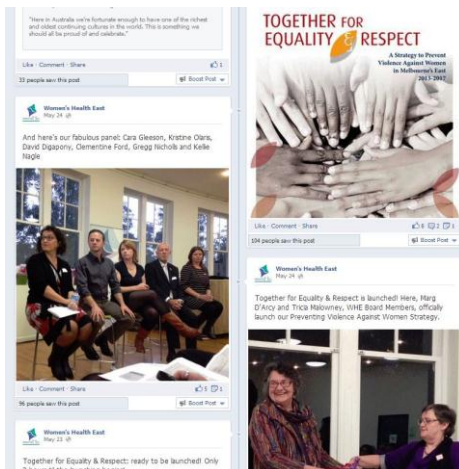 "Here in Australia we're fortunate enough to have one of the richest
and oldest continuing cultures in the world. This is something we
should all be proud of and celebrate."
Like · Comment · Share
1
33 people saw this post
Boost Post
Women's Health East
May 24
And here's our fabulous panel: Cara Gleeson, Kristine Olaris,
David Digapony, Clementine Ford, Gregg Nicholls and Kellie
Nagle
Like · Comment · Share
5 1
96 people saw this post
Boost Post
Women's Health East
May 23
Together for Equality & Respect: ready to be launched! Only
TOGETHER FOR
EQUALITY & RESPECT
A Strategy to Prevent
Violence Against Women
in Melbourne's East
2013-2017
Like · Comment · Share
8 2 1
104 people saw this post
Boost Post
Women's Health East
May 24
Together for Equality & Respect is launched! Here, Marg
D'Arcy and Tricia Malowney, WHE Board Members, officially
launch our Preventing Violence Against Women Strategy.